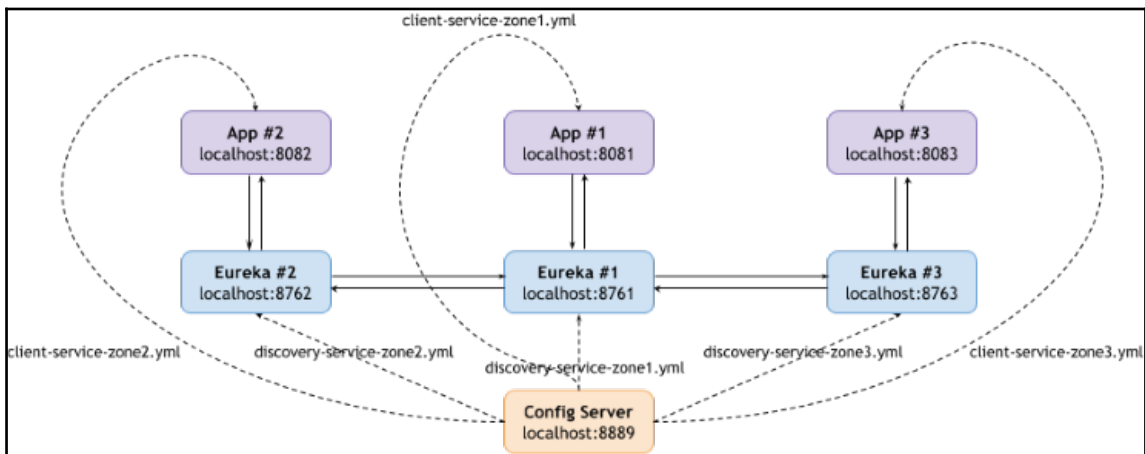 client-service-zone1.yml
App #2
localhost:8082
App #1
localhost:8081
App #3
localhost:8083
Eureka #2
localhost:8762
Eureka #1
localhost:8761
Eureka #3
localhost:8763
client-service-zone2.yml
discovery-service-zone2.yml
discovery-service-zone1.yml
discovery-service-zone3.yml
client-service-zone3.yml
Config Server
localhost:8889